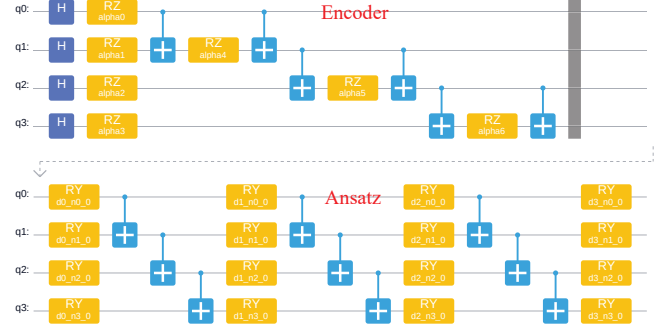 q0: H RZ alpha0 Encoder
q1: H RZ alpha1 RZ alpha4
q2: H RZ alpha2 RZ alpha5
q3: H RZ alpha3 RZ alpha6
q0: RY d0_n0_0 RY d1_n0_0 Ansatz RY d2_n0_0 RY d3_n0_0
q1: RY d0_n1_0 RY d1_n1_0 RY d2_n1_0 RY d3_n1_0
q2: RY d0_n2_0 RY d1_n2_0 RY d2_n2_0 RY d3_n2_0
q3: RY d0_n3_0 RY d1_n3_0 RY d2_n3_0 RY d3_n3_0